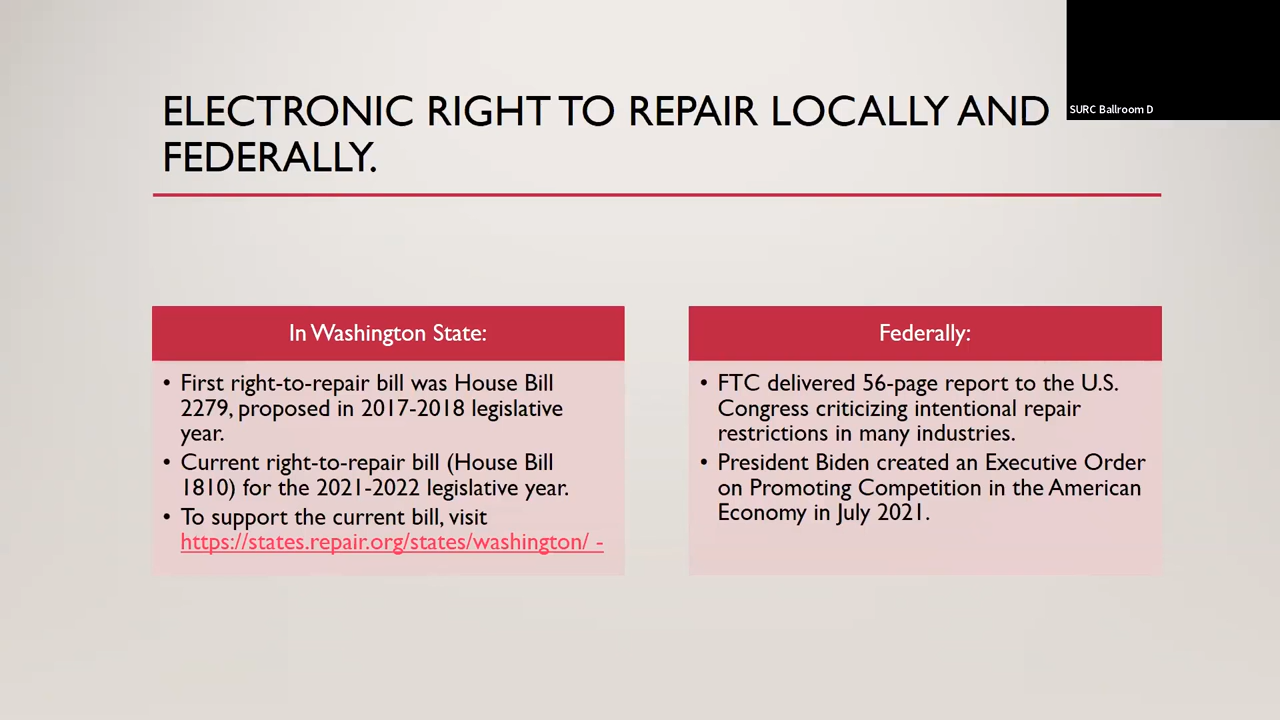 ELECTRONIC RIGHT TO REPAIR LOCALLY AND
FEDERALLY.
SURC Ballroom D
In Washington State:
• First right-to-repair bill was House Bill
2279, proposed in 2017-2018 legislative
year.
• Current right-to-repair bill (House Bill
1810) for the 2021-2022 legislative year.
• To support the current bill, visit
https://states.repair.org/states/washington/ -
Federally:
• FTC delivered 56-page report to the U.S.
Congress criticizing intentional repair
restrictions in many industries.
• President Biden created an Executive Order
on Promoting Competition in the American
Economy in July 2021.